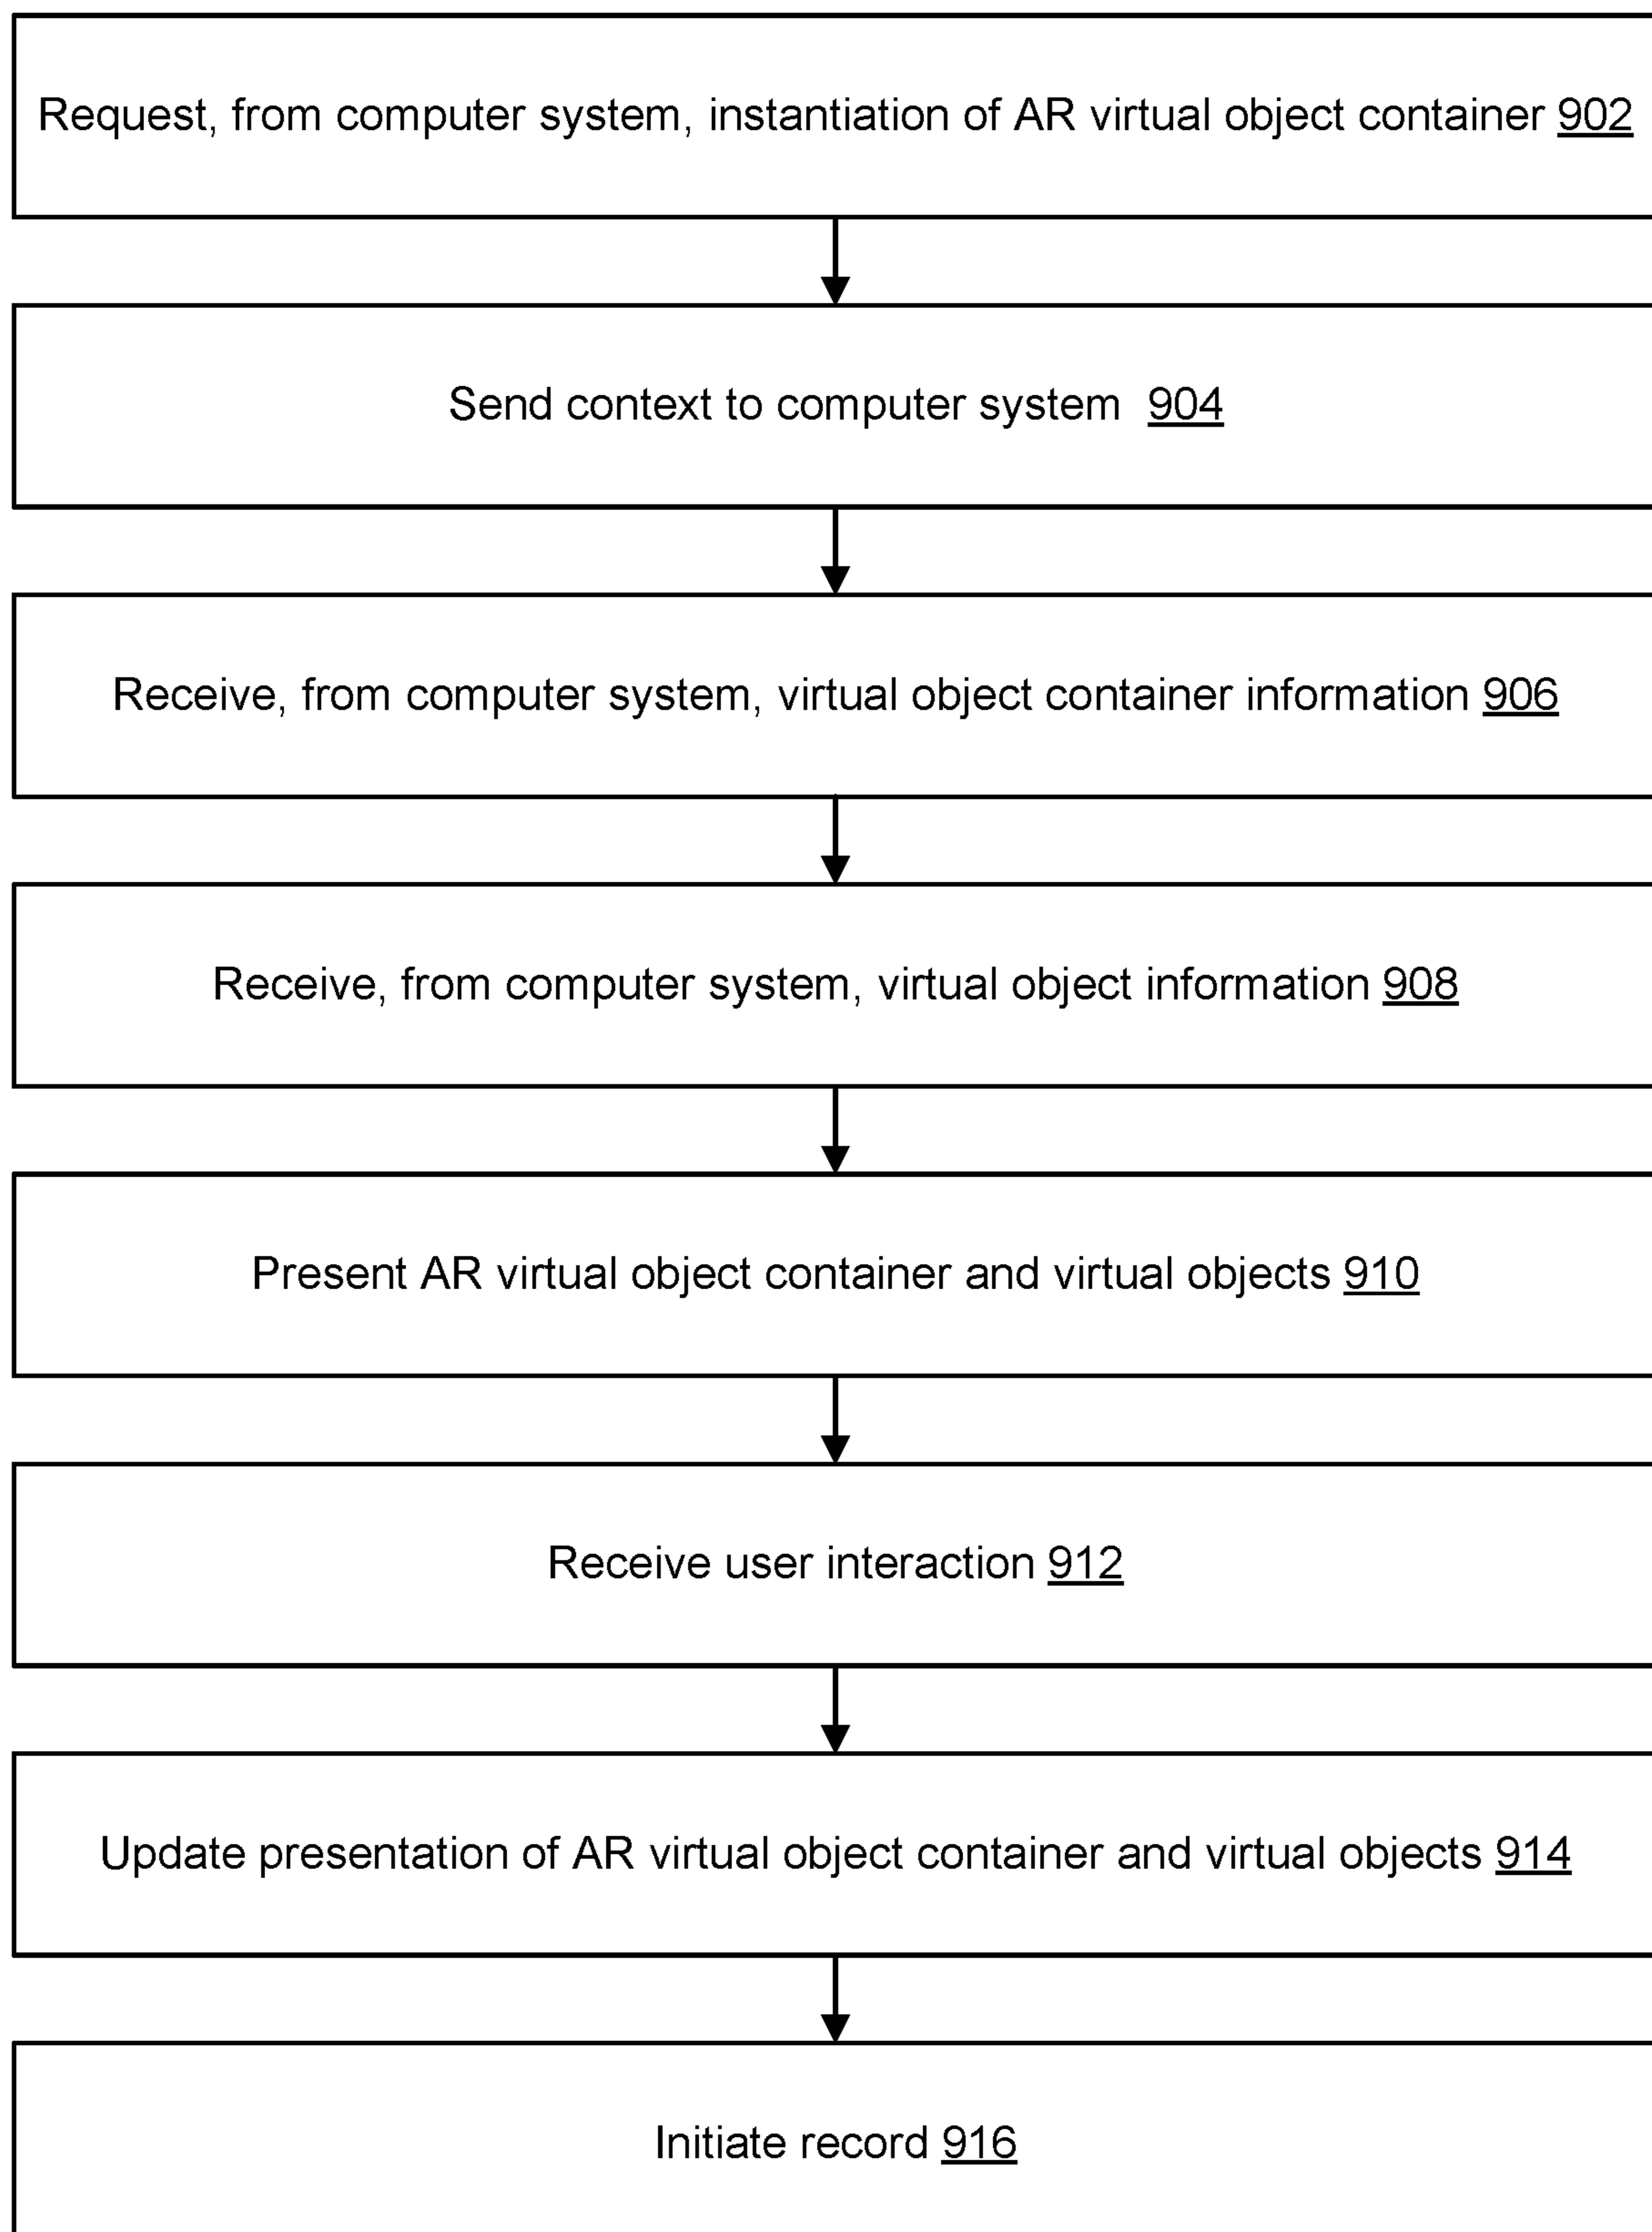 Request, from computer system, instantiation of AR virtual object container 902
Send context to computer system 904
Receive, from computer system, virtual object container information 906
Receive, from computer system, virtual object information 908
Present AR virtual object container and virtual objects 910
Receive user interaction 912
Update presentation of AR virtual object container and virtual objects 914
Initiate record 916